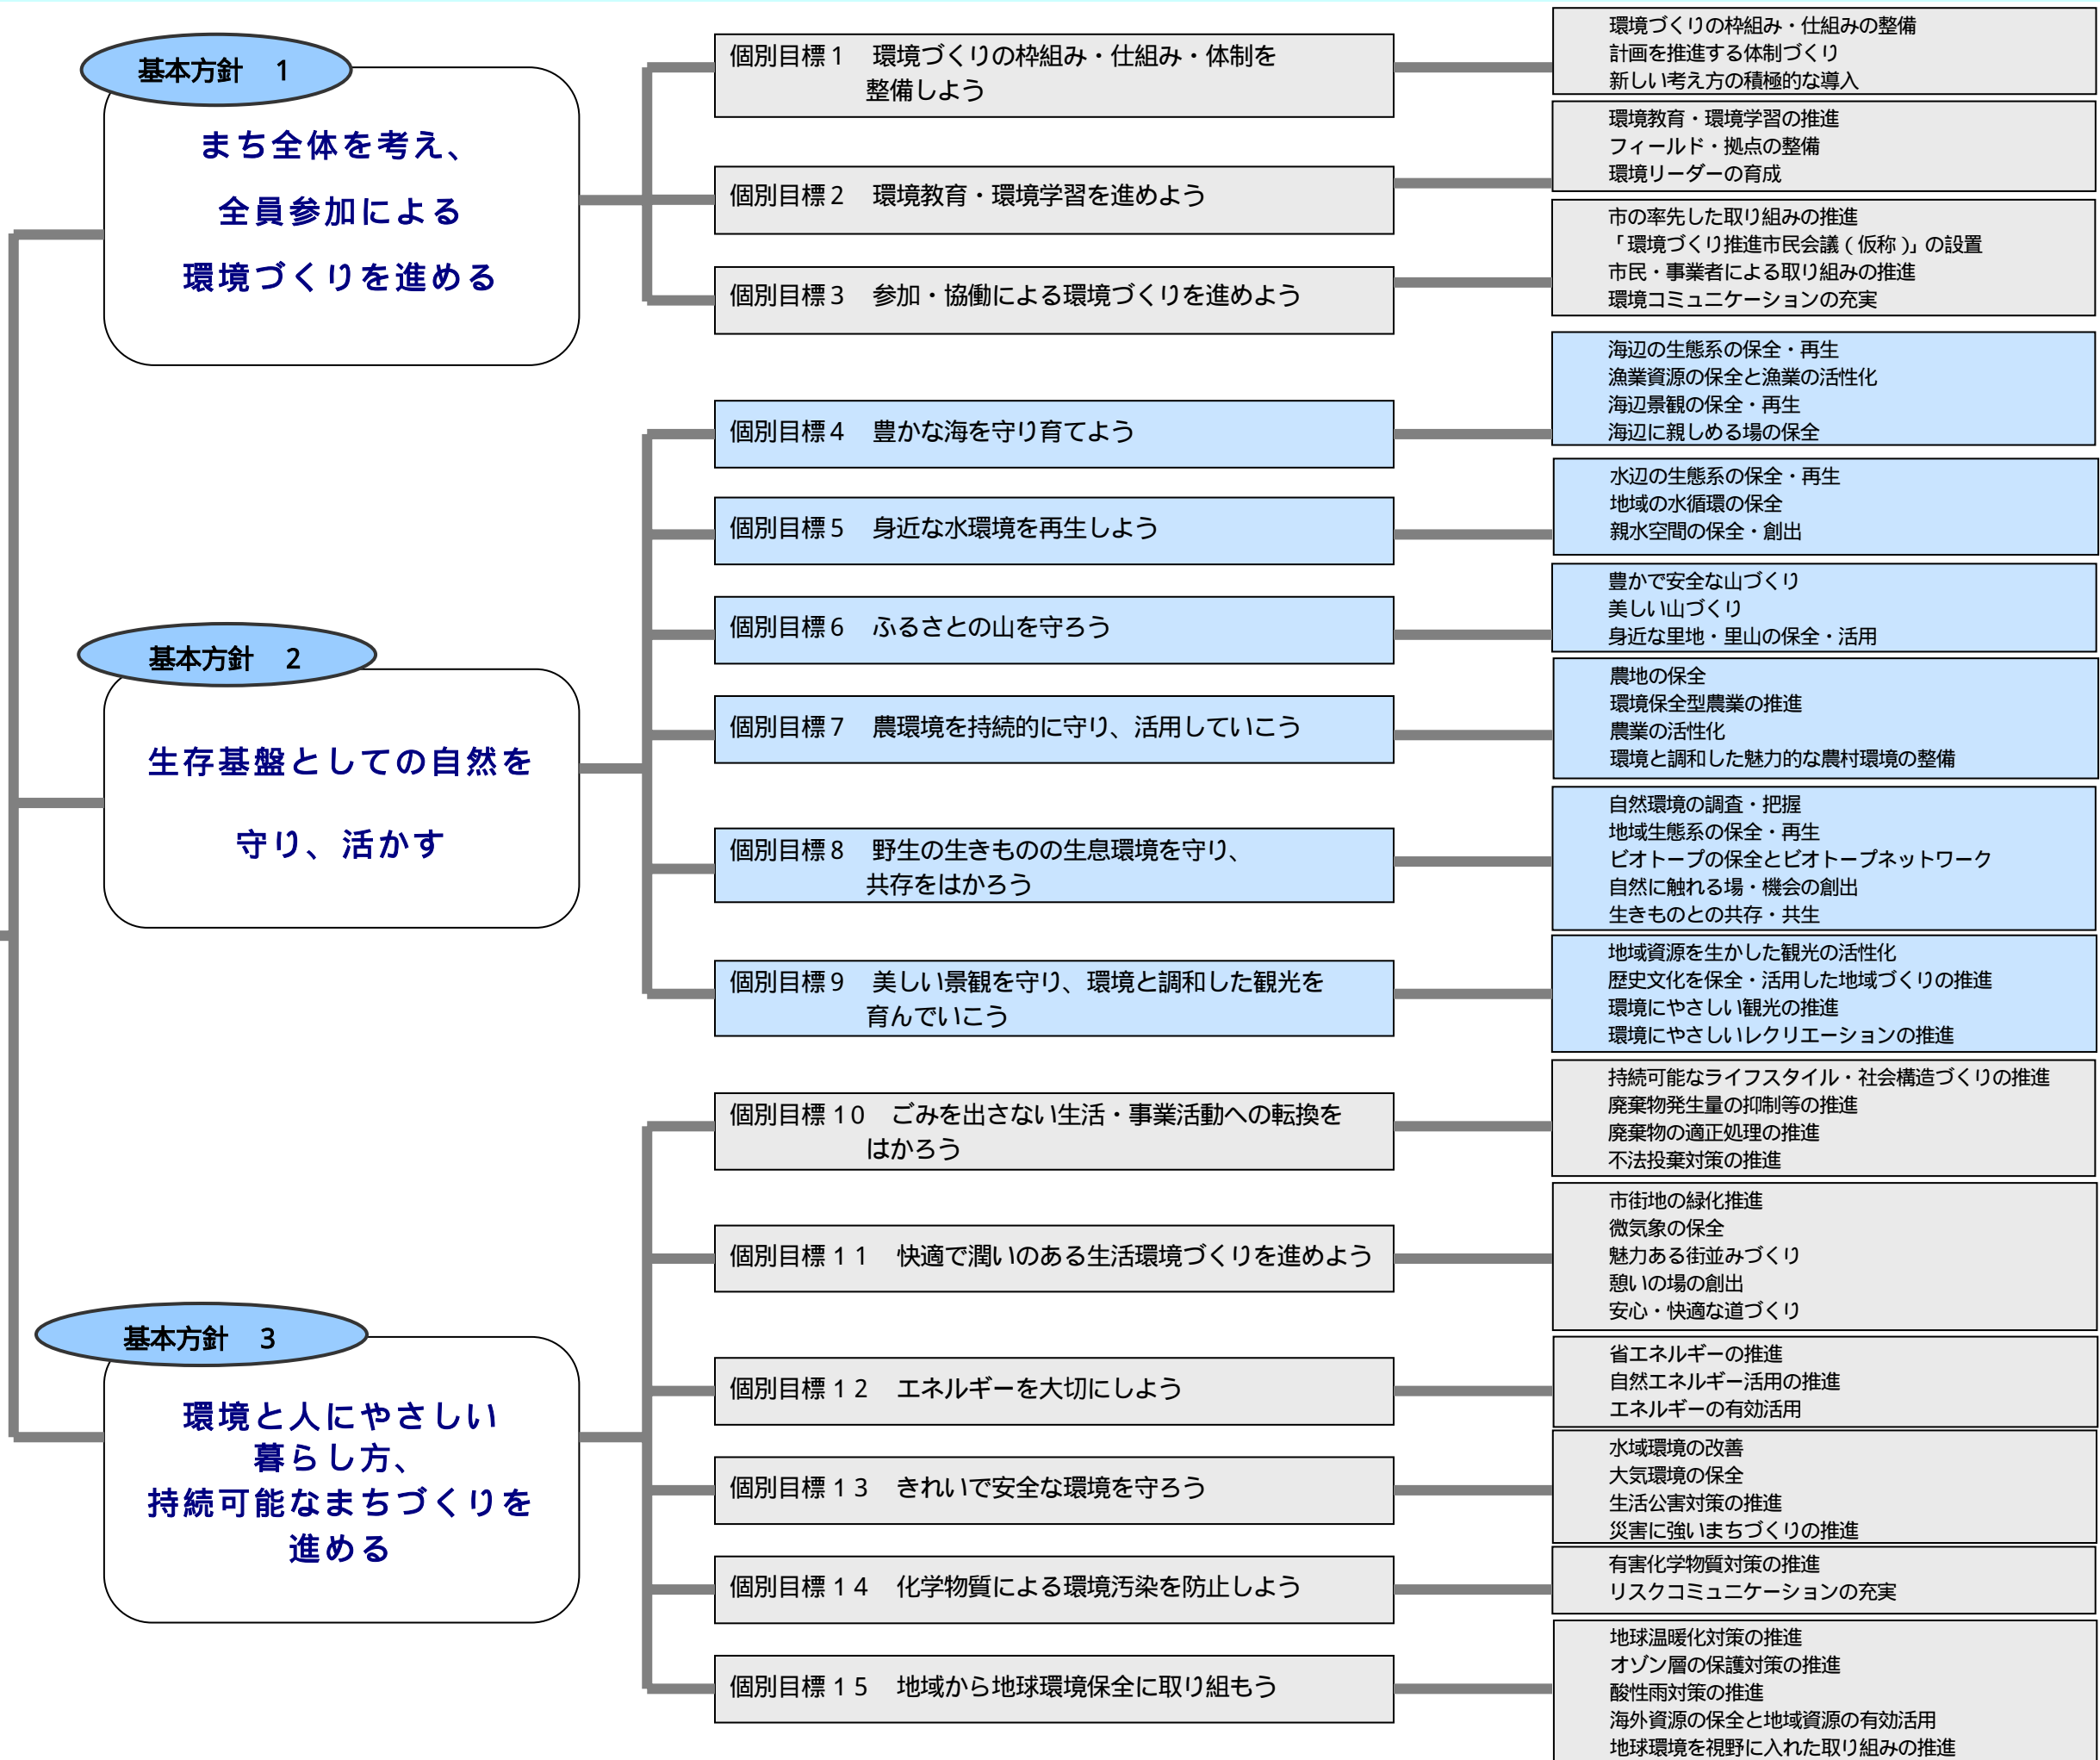 基本方針　1
まち全体を考え、
全員参加による
環境づくりを進める
個別目標１　環境づくりの枠組み・仕組み・体制を
整備しよう
環境づくりの枠組み・仕組みの整備
計画を推進する体制づくり
新しい考え方の積極的な導入
個別目標２　環境教育・環境学習を進めよう
環境教育・環境学習の推進
フィールド・拠点の整備
環境リーダーの育成
個別目標３　参加・協働による環境づくりを進めよう
市の率先した取り組みの推進
「環境づくり推進市民会議（仮称）」の設置
市民・事業者による取り組みの推進
環境コミュニケーションの充実
基本方針　2
生存基盤としての自然を
守り、活かす
個別目標４　豊かな海を守り育てよう
海辺の生態系の保全・再生
漁業資源の保全と漁業の活性化
海辺景観の保全・再生
海辺に親しめる場の保全
個別目標５　身近な水環境を再生しよう
水辺の生態系の保全・再生
地域の水循環の保全
親水空間の保全・創出
個別目標６　ふるさとの山を守ろう
豊かで安全な山づくり
美しい山づくり
身近な里地・里山の保全・活用
個別目標７　農環境を持続的に守り、活用していこう
農地の保全
環境保全型農業の推進
農業の活性化
環境と調和した魅力的な農村環境の整備
個別目標８　野生の生きものの生息環境を守り、
共存をはかろう
自然環境の調査・把握
地域生態系の保全・再生
ビオトープの保全とビオトープネットワーク
自然に触れる場・機会の創出
生きものとの共存・共生
個別目標９　美しい景観を守り、環境と調和した観光を
育んでいこう
地域資源を生かした観光の活性化
歴史文化を保全・活用した地域づくりの推進
環境にやさしい観光の推進
環境にやさしいレクリエーションの推進
基本方針　3
環境と人にやさしい
暮らし方、
持続可能なまちづくりを
進める
個別目標１０　ごみを出さない生活・事業活動への転換を
はかろう
持続可能なライフスタイル・社会構造づくりの推進
廃棄物発生量の抑制等の推進
廃棄物の適正処理の推進
不法投棄対策の推進
個別目標１１　快適で潤いのある生活環境づくりを進めよう
市街地の緑化推進
微気象の保全
魅力ある街並みづくり
憩いの場の創出
安心・快適な道づくり
個別目標１２　エネルギーを大切にしよう
省エネルギーの推進
自然エネルギー活用の推進
エネルギーの有効活用
個別目標１３　きれいで安全な環境を守ろう
水域環境の改善
大気環境の保全
生活公害対策の推進
災害に強いまちづくりの推進
個別目標１４　化学物質による環境汚染を防止しよう
有害化学物質対策の推進
リスクコミュニケーションの充実
個別目標１５　地域から地球環境保全に取り組もう
地球温暖化対策の推進
オゾン層の保護対策の推進
酸性雨対策の推進
海外資源の保全と地域資源の有効活用
地球環境を視野に入れた取り組みの推進